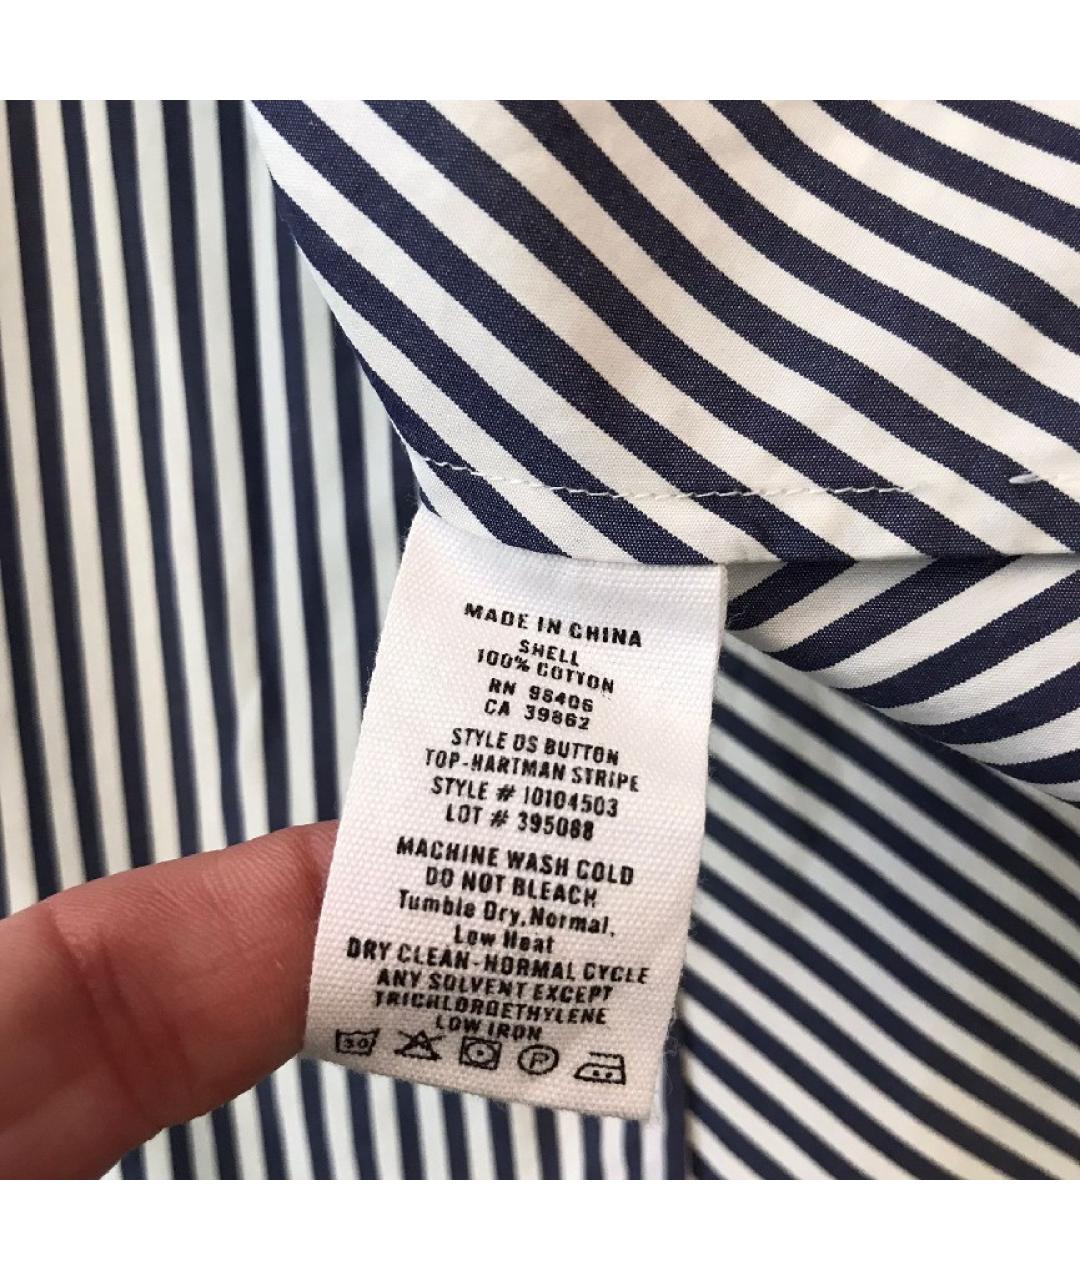 MADE IN CHINA
SHELL
100% COTTON
RN 98406
CA 39862
STYLE DS BUTTON
TOP-HARTMAN STRIPE
STYLE # 10104503
LOT # 395088
MACHINE WASH COLD
DO NOT BLEACH
Tumble Dry, Normal,
Low Heat
DRY CLEAN-NORMAL CYCLE
ANY SOLVENT EXCEPT
TRICHLOROETHYLENE
LOW IRON
30 P